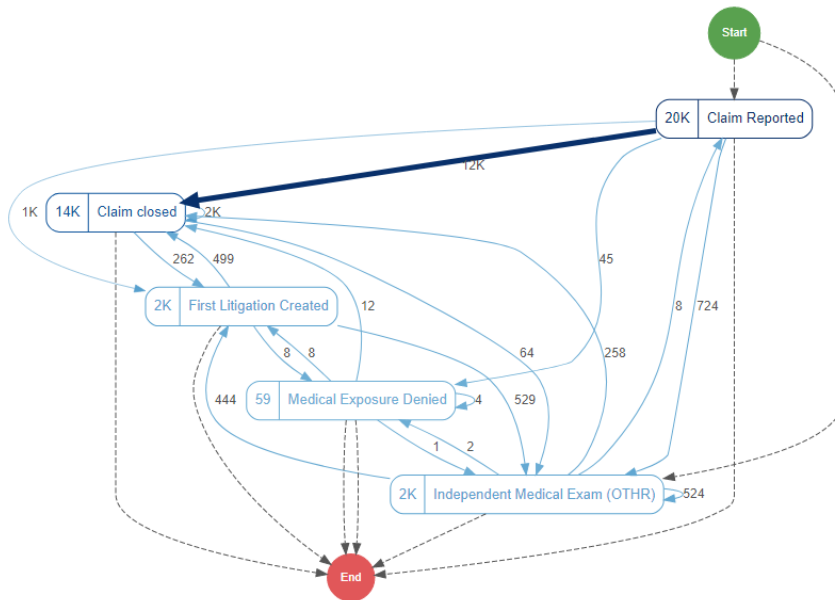 Start
20K Claim Reported
12K
1K
14K Claim closed
2K
262
499
45
2K First Litigation Created
12
8
724
8
8
64
258
59 Medical Exposure Denied
4
444
529
1
2
2K Independent Medical Exam (OTHR)
524
End